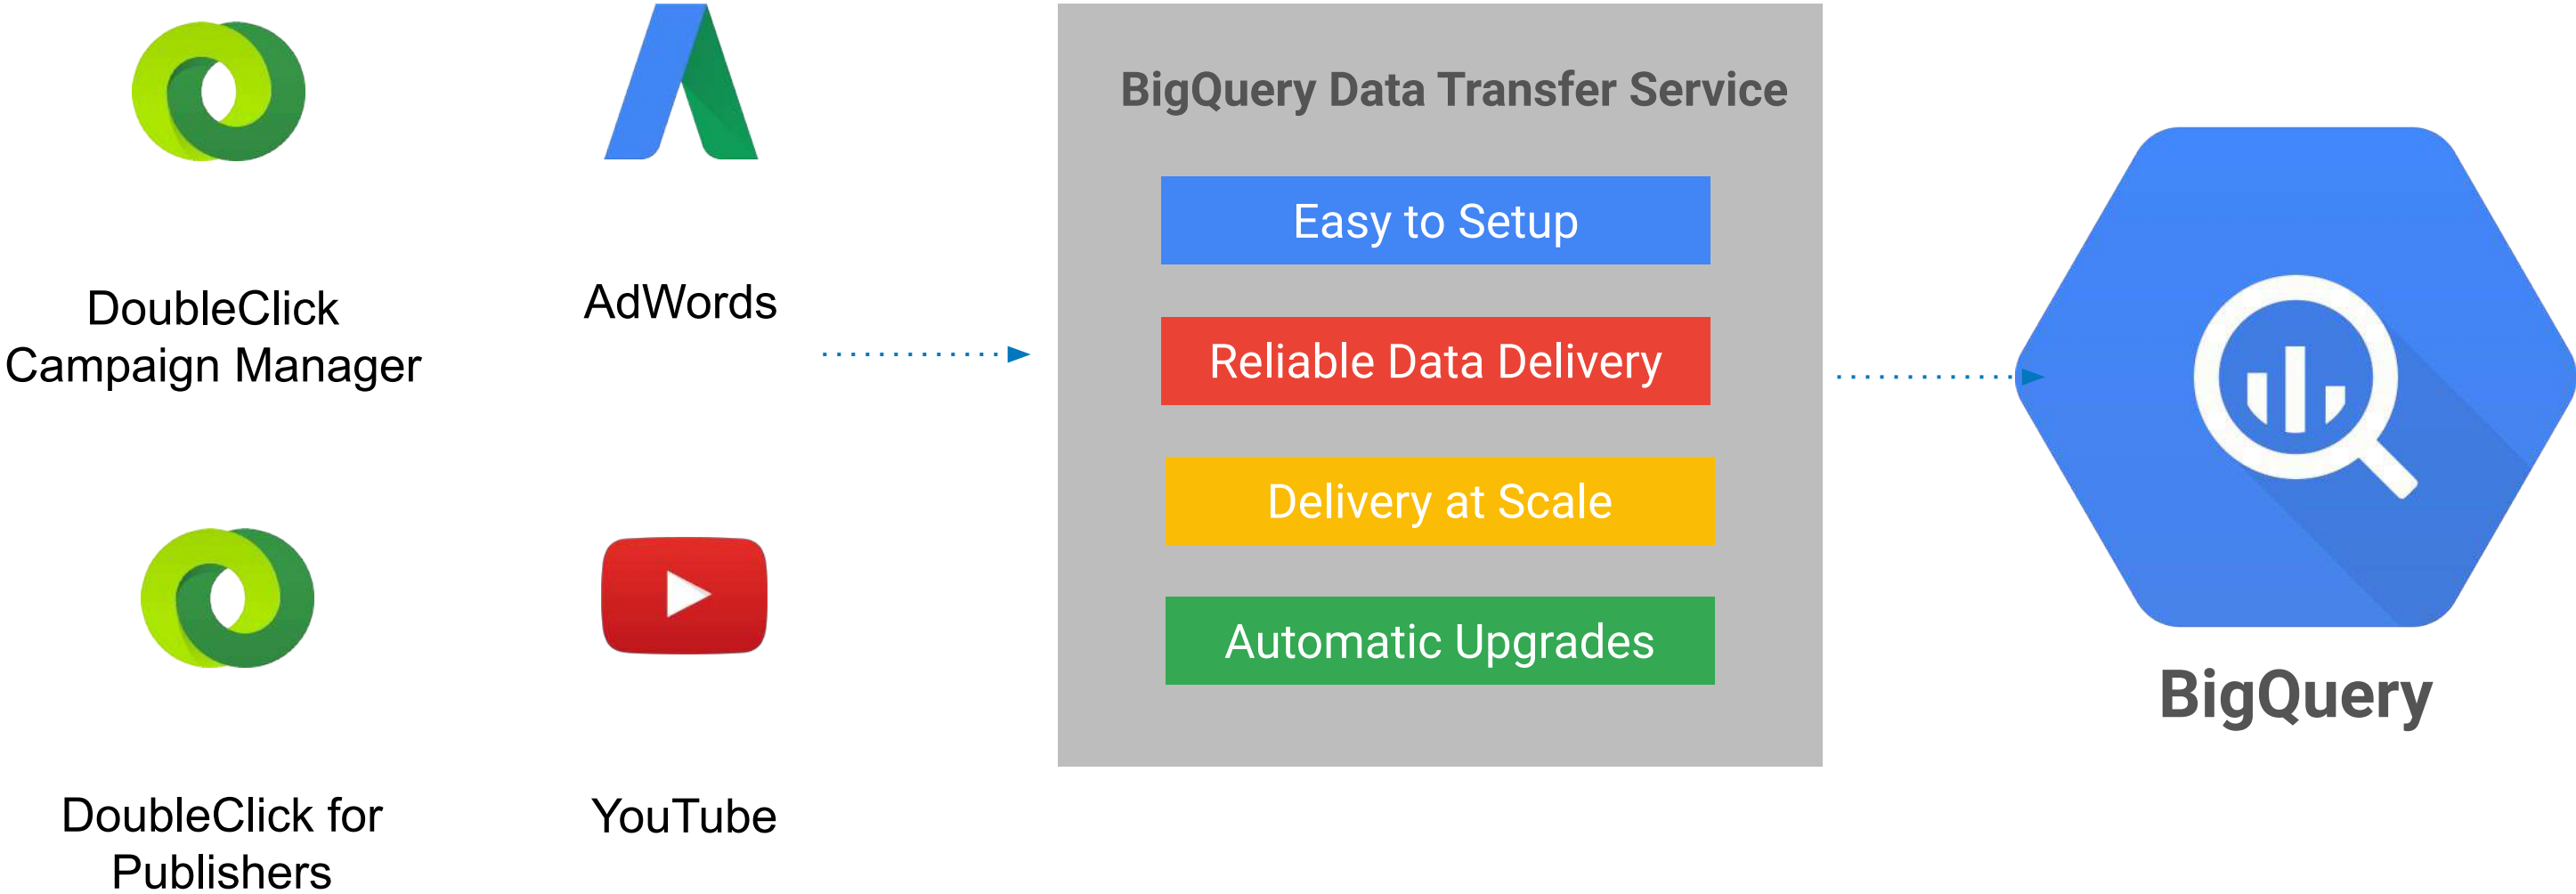 DoubleClick
Campaign Manager
AdWords
DoubleClick for
Publishers
YouTube
BigQuery Data Transfer Service
Easy to Setup
Reliable Data Delivery
Delivery at Scale
Automatic Upgrades
BigQuery